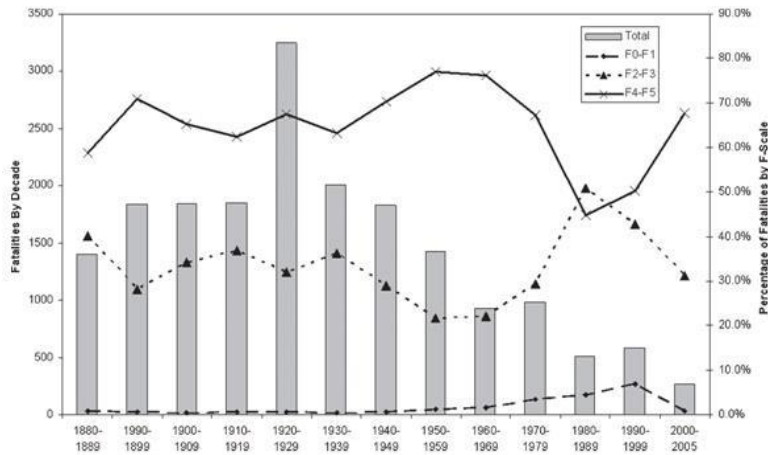 3500
3000
2500
2000
1500
1000
500
0
Fatalities By Decade
90.0%
80.0%
70.0%
60.0%
50.0%
40.0%
30.0%
20.0%
10.0%
0.0%
Percentage of Fatalities by F-Scale
Total
F0-F1
F2-F3
F4-F5
1880- 1990- 1900- 1910- 1920- 1930- 1940- 1950- 1960- 1970- 1980- 1990- 2000-
1889 1899 1909 1919 1929 1939 1949 1959 1969 1979 1989 1999 2005